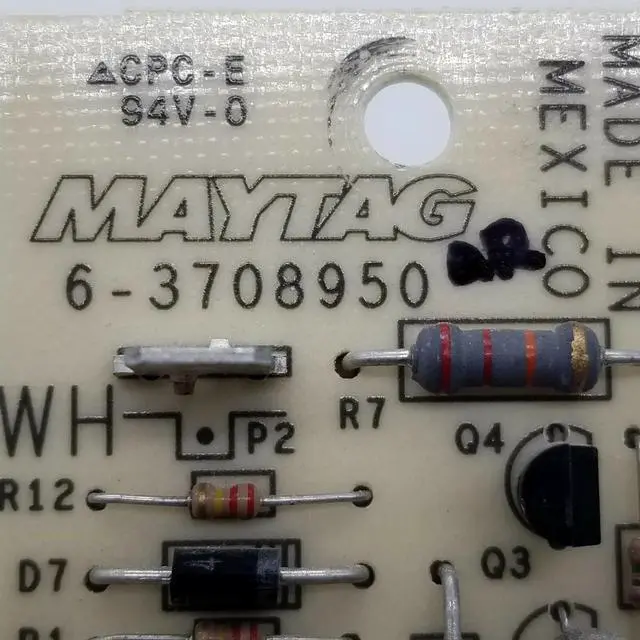 △CPC-E
94V-0
MADE IN
MEXICO
MAYTAG
6-3708950
R7
WH
P2
Q4
R12
Q3
D7